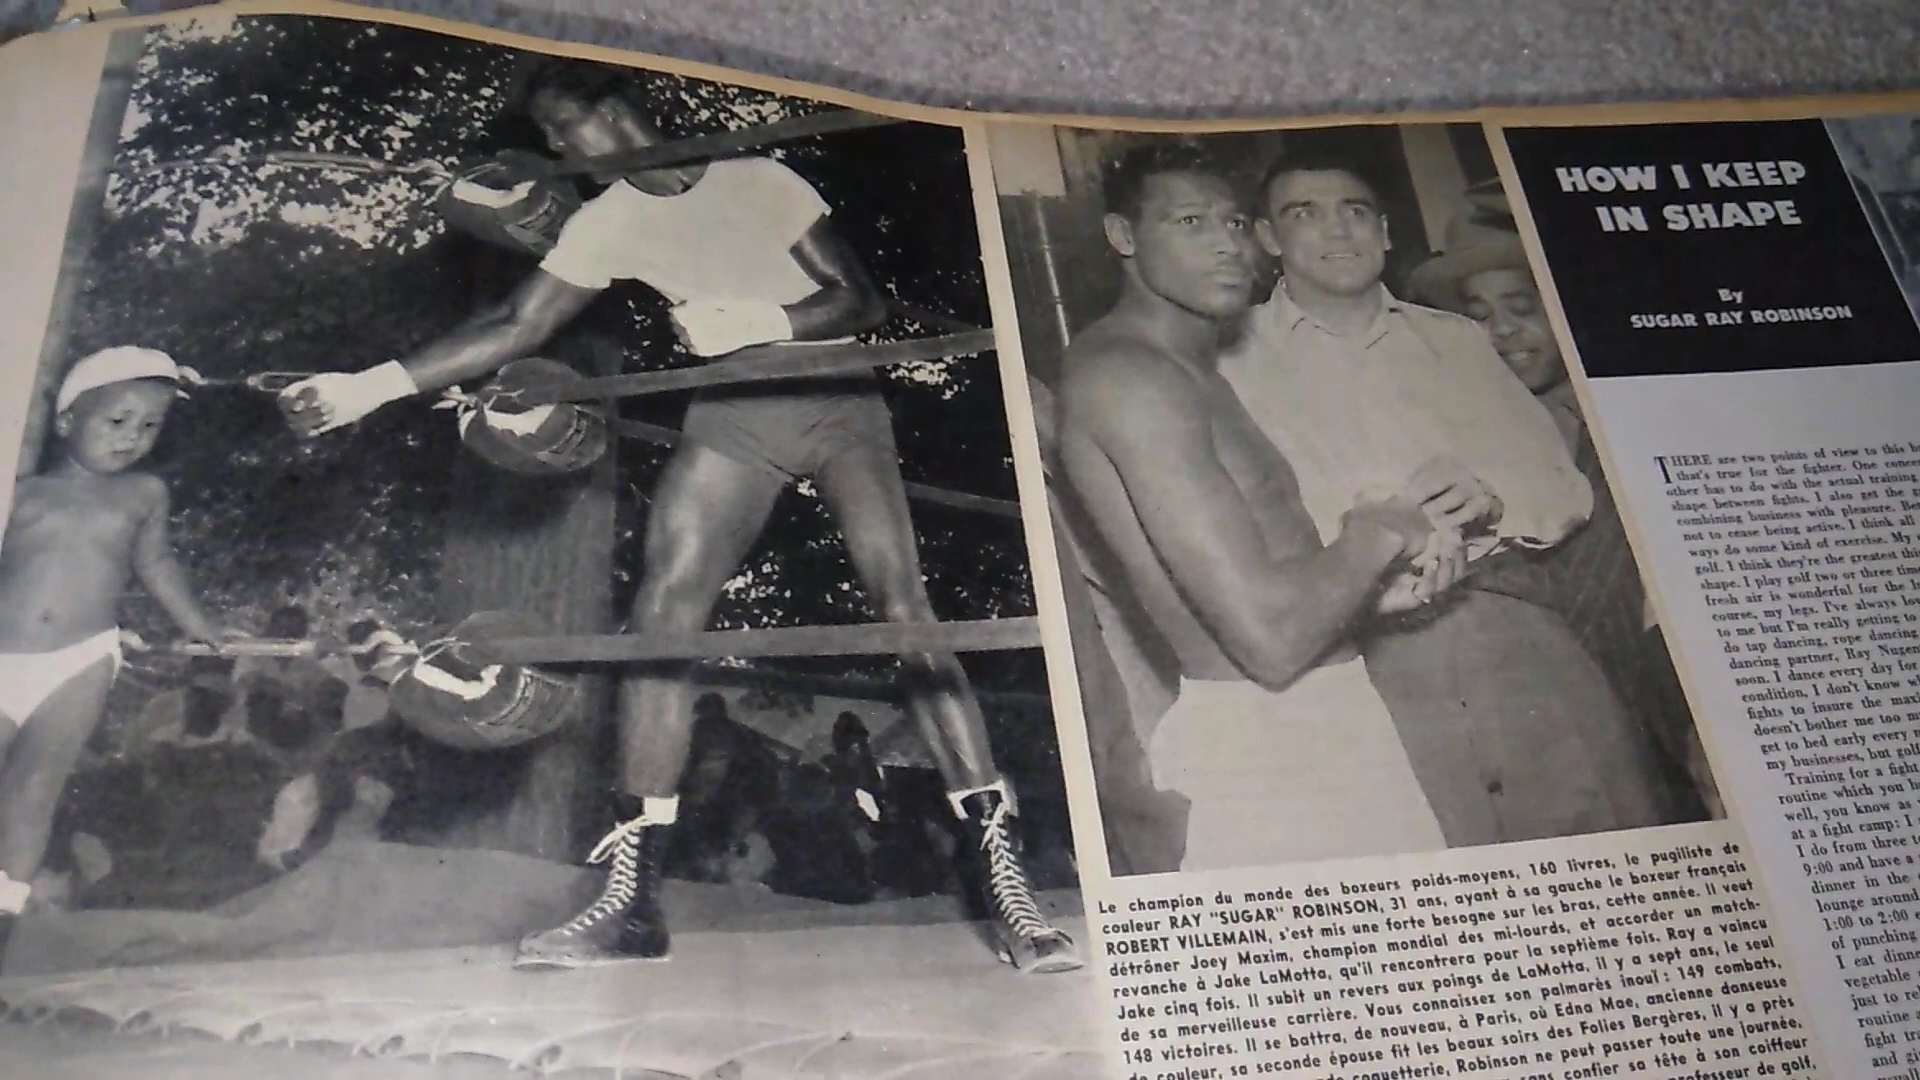 HOW I KEEP
IN SHAPE
By
SUGAR RAY ROBINSON
Le champion du monde des boxeurs poids-moyens, 160 livres, le pugiliste de
couleur RAY "SUGAR" ROBINSON, 31 ans, ayant à sa gauche le boxeur français
ROBERT VILLEMAIN, s'est mis une forte besogne sur les bras, cette année. Il veut
détrôner Joey Maxim, champion mondial des mi-lourds, et accorder un match-
revanche à Jake LaMotta, qu'il rencontrera pour la septième fois. Ray a vaincu
Jake cinq fois. Il subit un revers aux poings de LaMotta, il y a sept ans, le seul
de sa merveilleuse carrière. Vous connaissez son palmarès inouï : 149 combats,
148 victoires. Il se battra, de nouveau, à Paris, où Edna Mae, ancienne danseuse
de couleur, sa seconde épouse fit les beaux soirs des Folies Bergères, il y a près
coquetterie, Robinson ne peut passer toute une journée,
confier sa tête à son coiffeur
de golf,
THERE are two points of view to this
that's true for the fighter. One
other has to do with the actual training
shape between fights. I also get the
combining business with pleasure.
not to cease being active. I think all
ways do some kind of exercise. My
golf. I think they're the greatest
shape. I play golf two or three
fresh air is wonderful for the
course, my legs. I've always
to me but I'm really getting to
do tap dancing, rope dancing
dancing partner, Ray
soon. I dance every day for
condition. I don't know
fights to insure the
doesn't bother me too
get to bed early every
my businesses, but
Training for a fight
routine which you
well, you know as
at a fight camp: I
I do from three to
9:00 and have a
dinner in the
lounge around
1:00 to 2:00
of punching
I eat
vegetable
just to
routine
fight
and